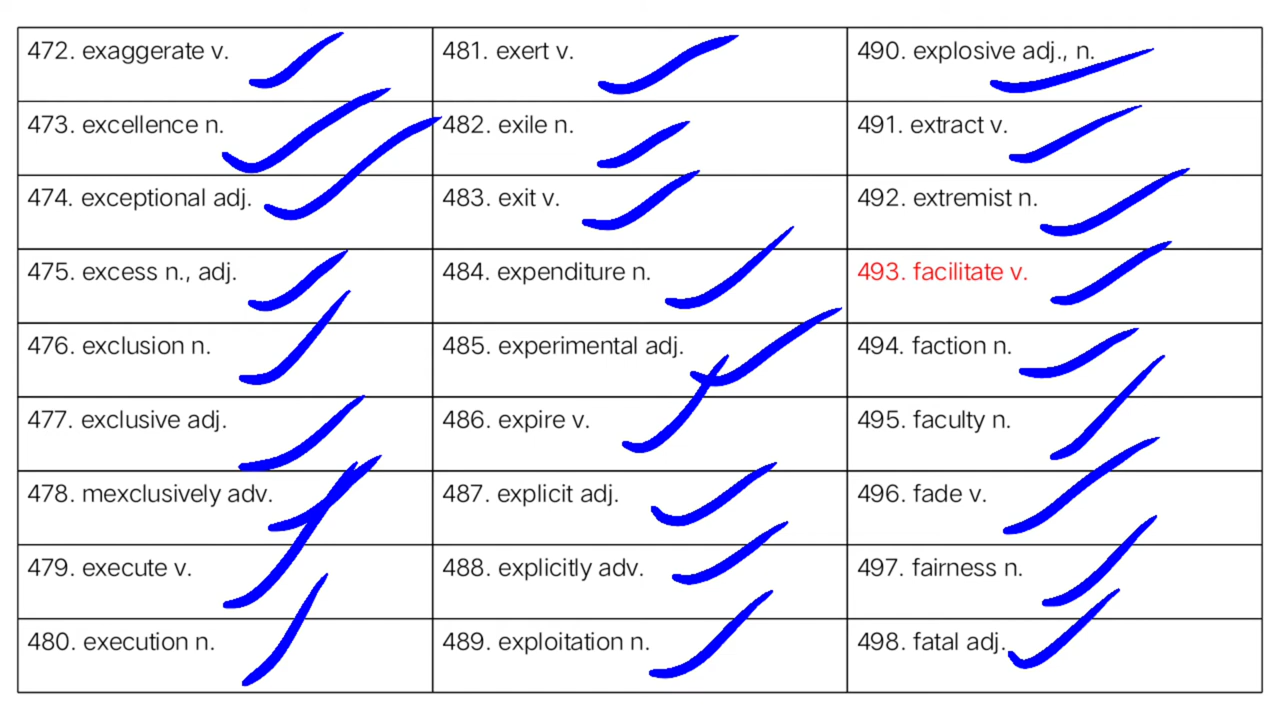 472. exaggerate v.
473. excellence n.
474. exceptional adj.
475. excess n., adj.
476. exclusion n.
477. exclusive adj.
478. mexclusively adv.
479. execute v.
480. execution n.
481. exert v.
482. exile n.
483. exit v.
484. expenditure n.
485. experimental adj.
486. expire v.
487. explicit adj.
488. explicitly adv.
489. exploitation n.
490. explosive adj., n.
491. extract v.
492. extremist n.
493. facilitate v.
494. faction n.
495. faculty n.
496. fade v.
497. fairness n.
498. fatal adj.